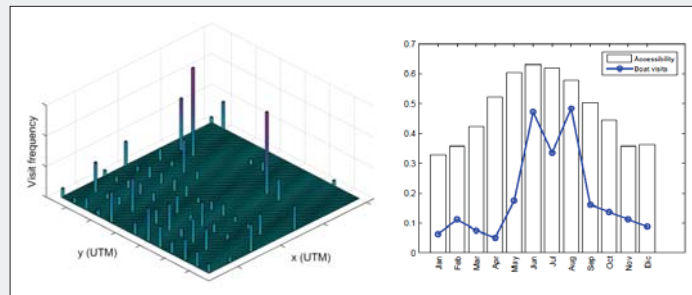 Visit frequency
y (UTM)
x (UTM)
0.7
0.6
0.5
0.4
0.3
0.2
0.1
0
Accessibility
Boat visits
Jan
Feb
Mar
Apr
May
Jun
Jul
Aug
Sep
Oct
Nov
Dic